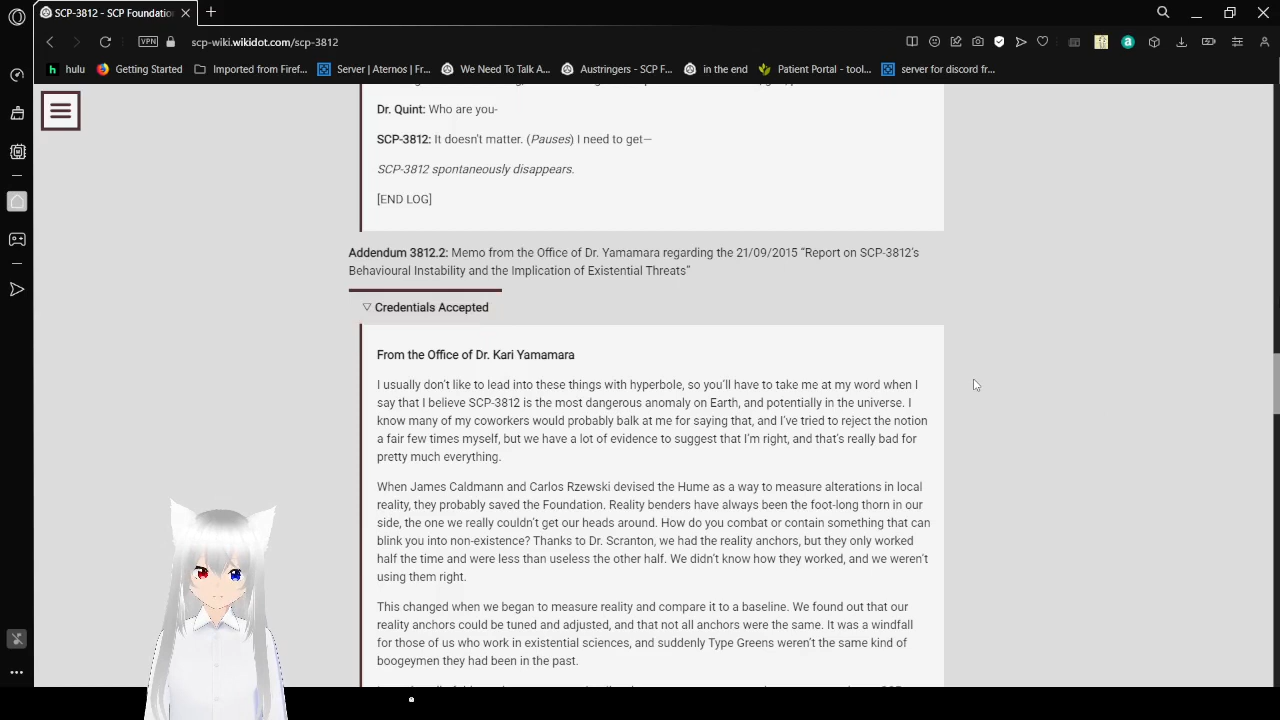 SCP-3812 - SCP Foundation
VPN
scp-wiki.wikidot.com/scp-3812
hulu
Getting Started
Imported from Firef...
Server | Aternos | Fr...
We Need To Talk A...
Austringers - SCP F...
in the end
Patient Portal - tool...
server for discord fr...
Dr. Quint: Who are you-
SCP-3812: It doesn't matter. (Pauses) I need to get—
SCP-3812 spontaneously disappears.
[END LOG]
Addendum 3812.2: Memo from the Office of Dr. Yamamara regarding the 21/09/2015 “Report on SCP-3812’s
Behavioural Instability and the Implication of Existential Threats”
▽ Credentials Accepted
From the Office of Dr. Kari Yamamara
I usually don’t like to lead into these things with hyperbole, so you’ll have to take me at my word when I
say that I believe SCP-3812 is the most dangerous anomaly on Earth, and potentially in the universe. I
know many of my coworkers would probably balk at me for saying that, and I’ve tried to reject the notion
a fair few times myself, but we have a lot of evidence to suggest that I’m right, and that’s really bad for
pretty much everything.
When James Caldmann and Carlos Rzewski devised the Hume as a way to measure alterations in local
reality, they probably saved the Foundation. Reality benders have always been the foot-long thorn in our
side, the one we really couldn’t get our heads around. How do you combat or contain something that can
blink you into non-existence? Thanks to Dr. Scranton, we had the reality anchors, but they only worked
half the time and were less than useless the other half. We didn’t know how they worked, and we weren’t
using them right.
This changed when we began to measure reality and compare it to a baseline. We found out that our
reality anchors could be tuned and adjusted, and that not all anchors were the same. It was a windfall
for those of us who work in existential sciences, and suddenly Type Greens weren’t the same kind of
boogeymen they had been in the past.